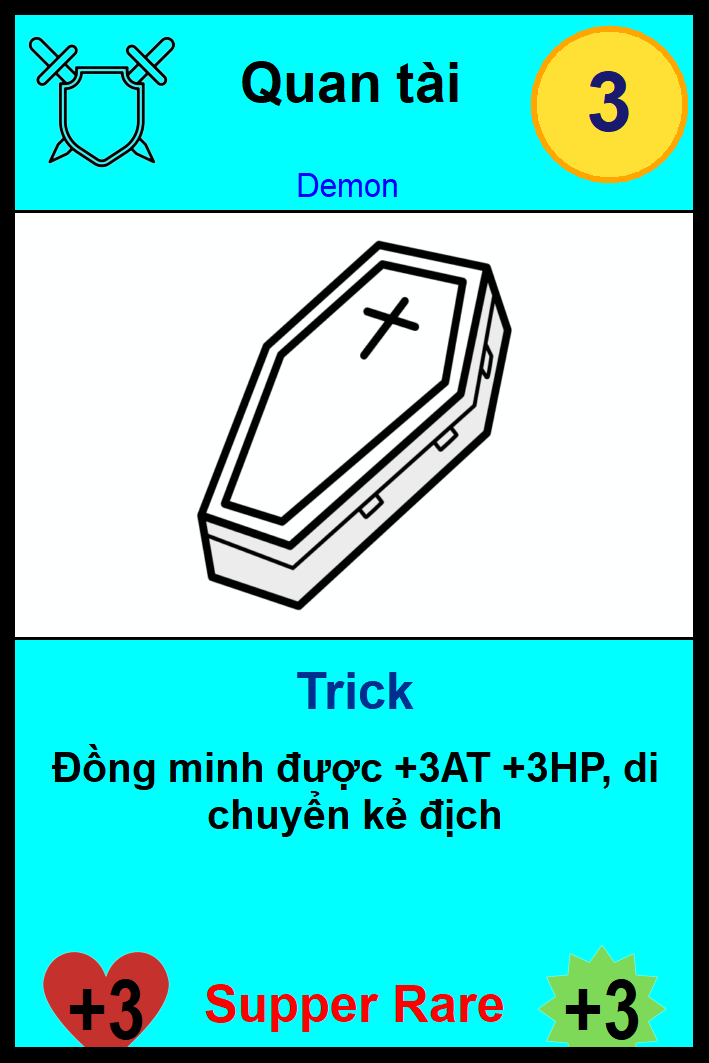 Quan tài
3
Demon
Trick
Đồng minh được +3AT +3HP, di
chuyển kẻ địch
+3
Supper Rare
+3